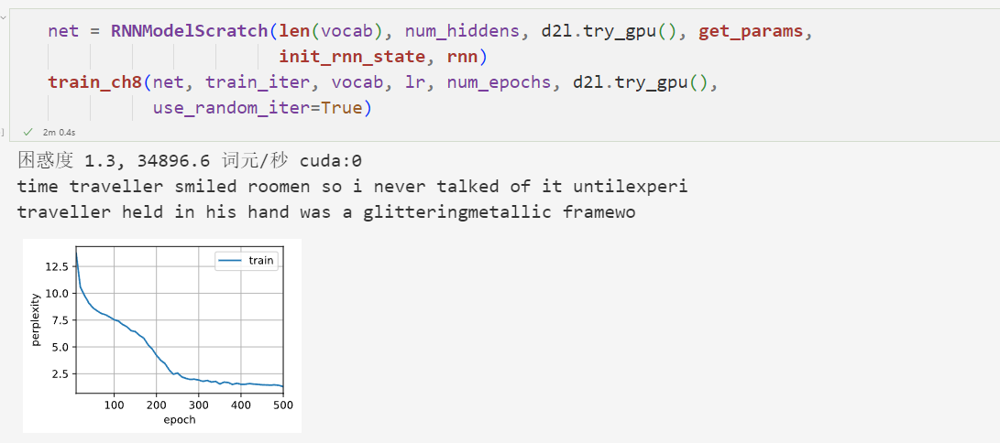 net = RNNModelScratch(len(vocab), num_hiddens, d2l.try_gpu(), get_params,
init_rnn_state, rnn)
train_ch8(net, train_iter, vocab, lr, num_epochs, d2l.try_gpu(),
use_random_iter=True)
2m 0.4s
困惑度 1.3, 34896.6 词元/秒 cuda:0
time traveller smiled roomen so i never talked of it untilexperi
traveller held in his hand was a glitteringmetallic framewo
train
12.5
10.0
7.5
5.0
2.5
perplexity
100 200 300 400 500
epoch